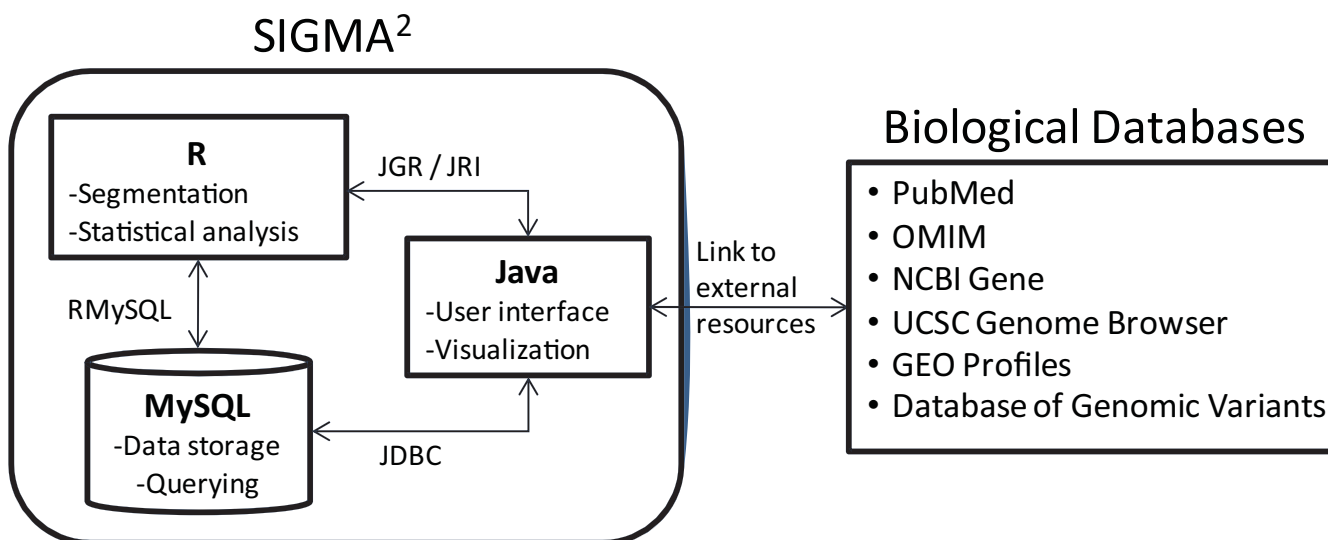 SIGMA²
R
-Segmentation
-Statistical analysis
JGR / JRI
Java
-User interface
-Visualization
RMySQL
MySQL
-Data storage
-Querying
JDBC
Link to
external
resources
Biological Databases
• PubMed
• OMIM
• NCBI Gene
• UCSC Genome Browser
• GEO Profiles
• Database of Genomic Variants